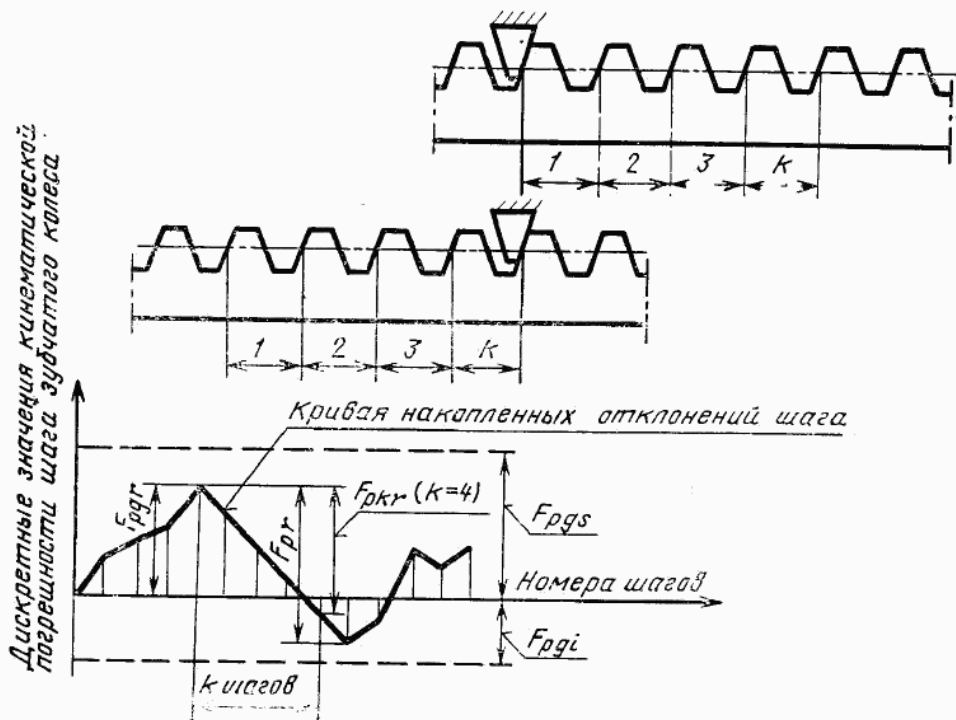 1 2 3 k
1 2 3 k
Дискретные значения кинематической
погрешности шага зубчатого колеса
Кривая накопленных отклонений шага
Fpgr
Fpr
Fpkr (k=4)
Fpgs
Номера шагов
Fpgi
k шагов